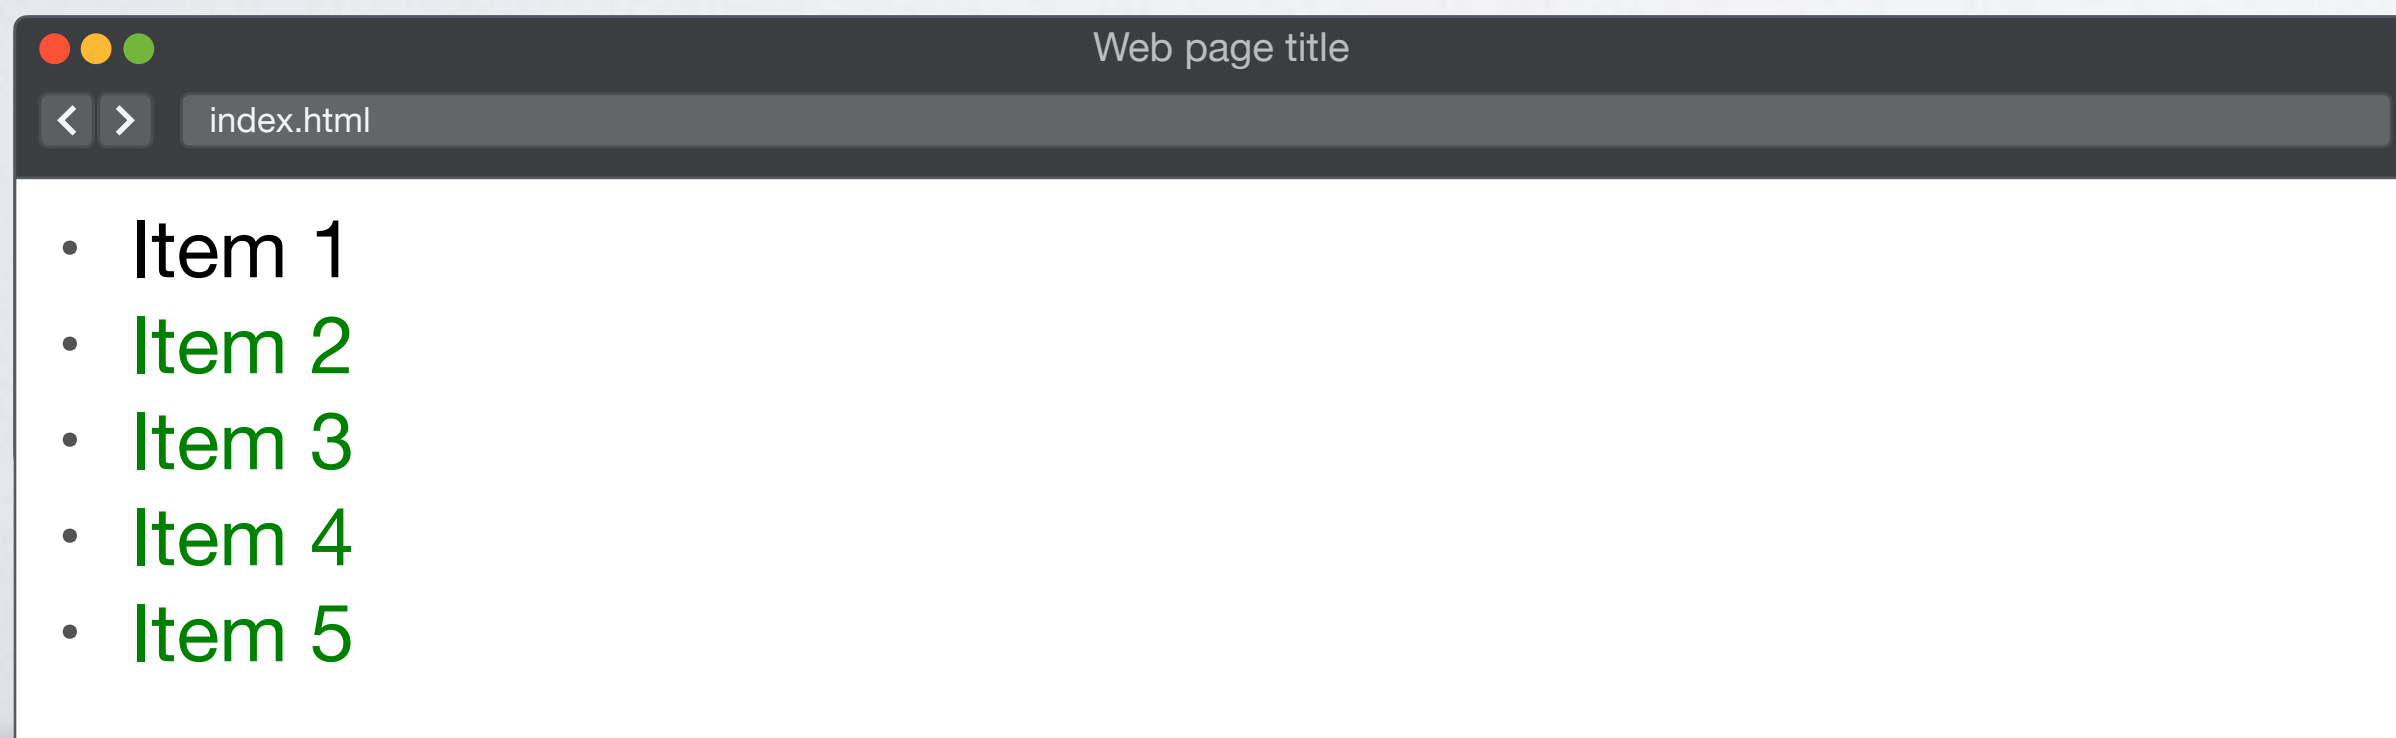 Web page title
index.html
• Item 1
• Item 2
• Item 3
• Item 4
• Item 5